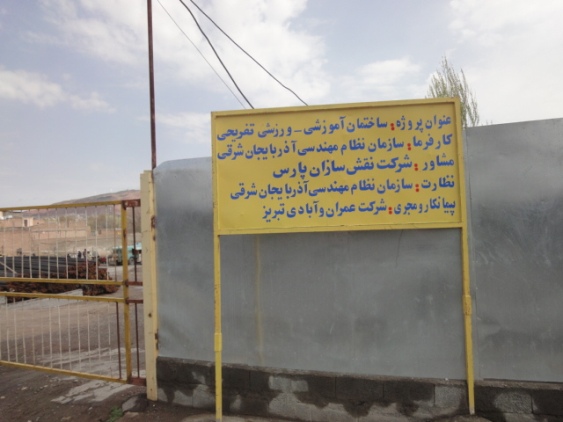 عنوان پروژه: ساختمان آموزشی - ورزشی تفریحی
کارفرما: سازمان نظام مهندسی آذربایجان شرقی
مشاور: شرکت نقش سازان پارس
نظارت: سازمان نظام مهندسی آذربایجان شرقی
پیمانکار و مجری: شرکت عمران و آبادی تبریز